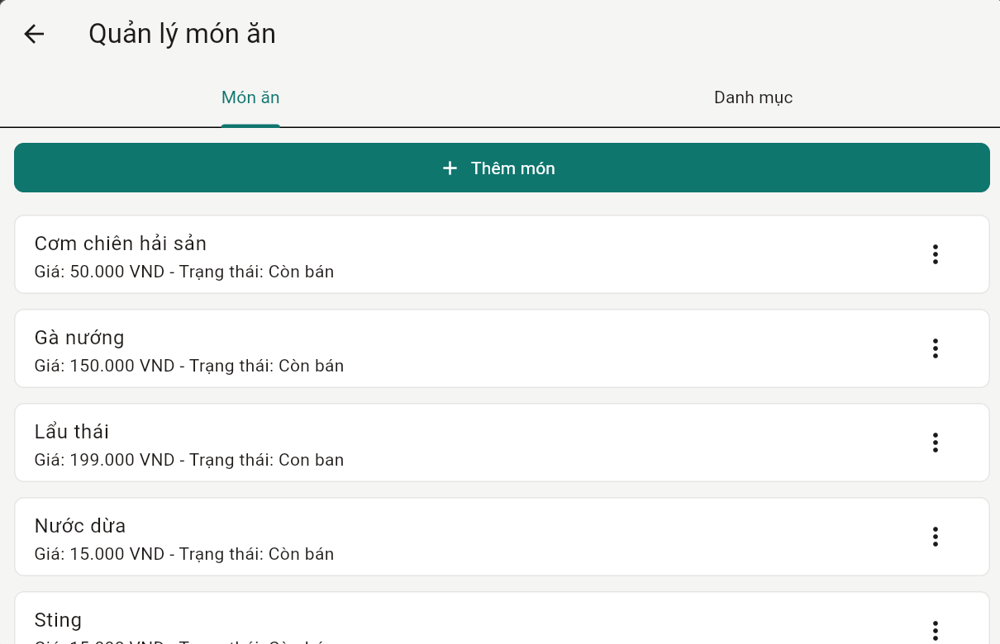 Quản lý món ăn
Món ăn
Danh mục
Thêm món
Cơm chiên hải sản
Giá: 50.000 VND - Trạng thái: Còn bán
Gà nướng
Giá: 150.000 VND - Trạng thái: Còn bán
Lẩu thái
Giá: 199.000 VND - Trạng thái: Con ban
Nước dừa
Giá: 15.000 VND - Trạng thái: Còn bán
Sting